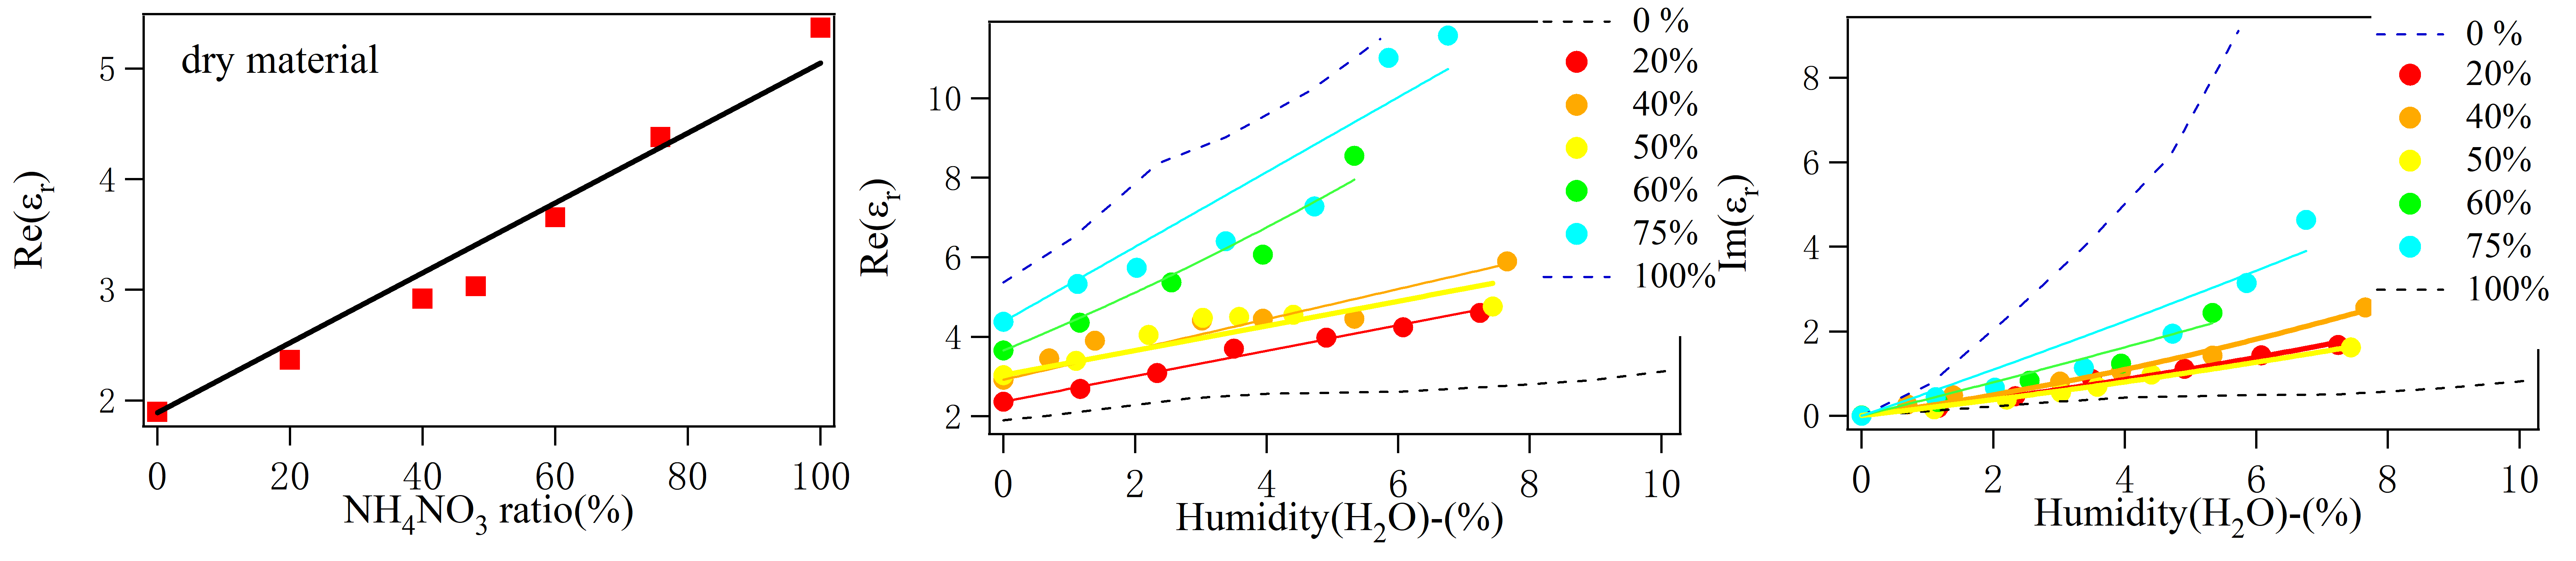 dry material
Re(εr)
5
4
3
2
0 20 40 60 80 100
NH4NO3 ratio(%)
Re(εr)
10
8
6
4
2
0 2 4 6 8 10
Humidity(H2O)-(%)
0 %
20%
40%
50%
60%
75%
100%
Im(εr)
8
6
4
2
0
0 2 4 6 8 10
Humidity(H2O)-(%)
0 %
20%
40%
50%
60%
75%
100%